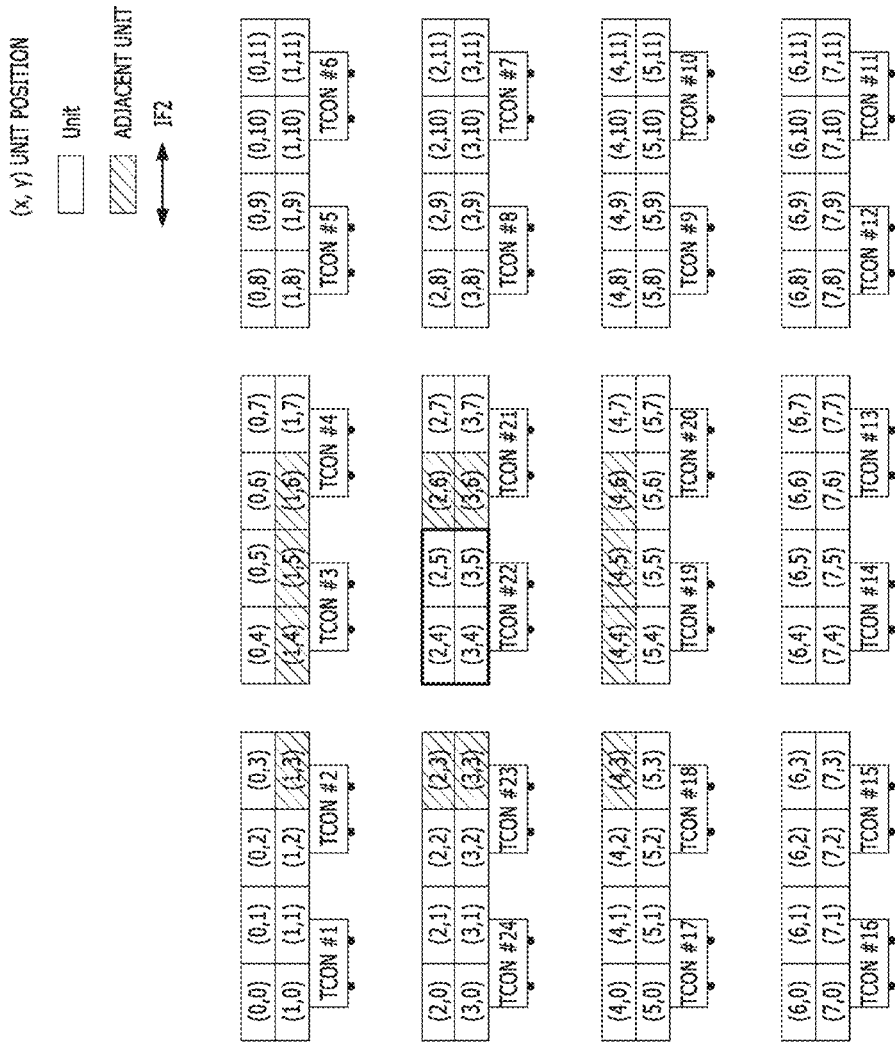 (x, y) UNIT POSITION
Unit
ADJACENT UNIT
IF2
(0,0) (0,1) (0,2) (0,3) (0,4) (0,5) (0,6) (0,7) (0,8) (0,9) (0,10) (0,11)
(1,0) (1,1) (1,2) (1,3) (1,4) (1,5) (1,6) (1,7) (1,8) (1,9) (1,10) (1,11)
TCON #1 TCON #2 TCON #3 TCON #4 TCON #5 TCON #6
(2,0) (2,1) (2,2) (2,3) (2,4) (2,5) (2,6) (2,7) (2,8) (2,9) (2,10) (2,11)
(3,0) (3,1) (3,2) (3,3) (3,4) (3,5) (3,6) (3,7) (3,8) (3,9) (3,10) (3,11)
TCON #24 TCON #23 TCON #22 TCON #21 TCON #8 TCON #7
(4,0) (4,1) (4,2) (4,3) (4,4) (4,5) (4,6) (4,7) (4,8) (4,9) (4,10) (4,11)
(5,0) (5,1) (5,2) (5,3) (5,4) (5,5) (5,6) (5,7) (5,8) (5,9) (5,10) (5,11)
TCON #17 TCON #18 TCON #19 TCON #20 TCON #9 TCON #10
(6,0) (6,1) (6,2) (6,3) (6,4) (6,5) (6,6) (6,7) (6,8) (6,9) (6,10) (6,11)
(7,0) (7,1) (7,2) (7,3) (7,4) (7,5) (7,6) (7,7) (7,8) (7,9) (7,10) (7,11)
TCON #16 TCON #15 TCON #14 TCON #13 TCON #12 TCON #11